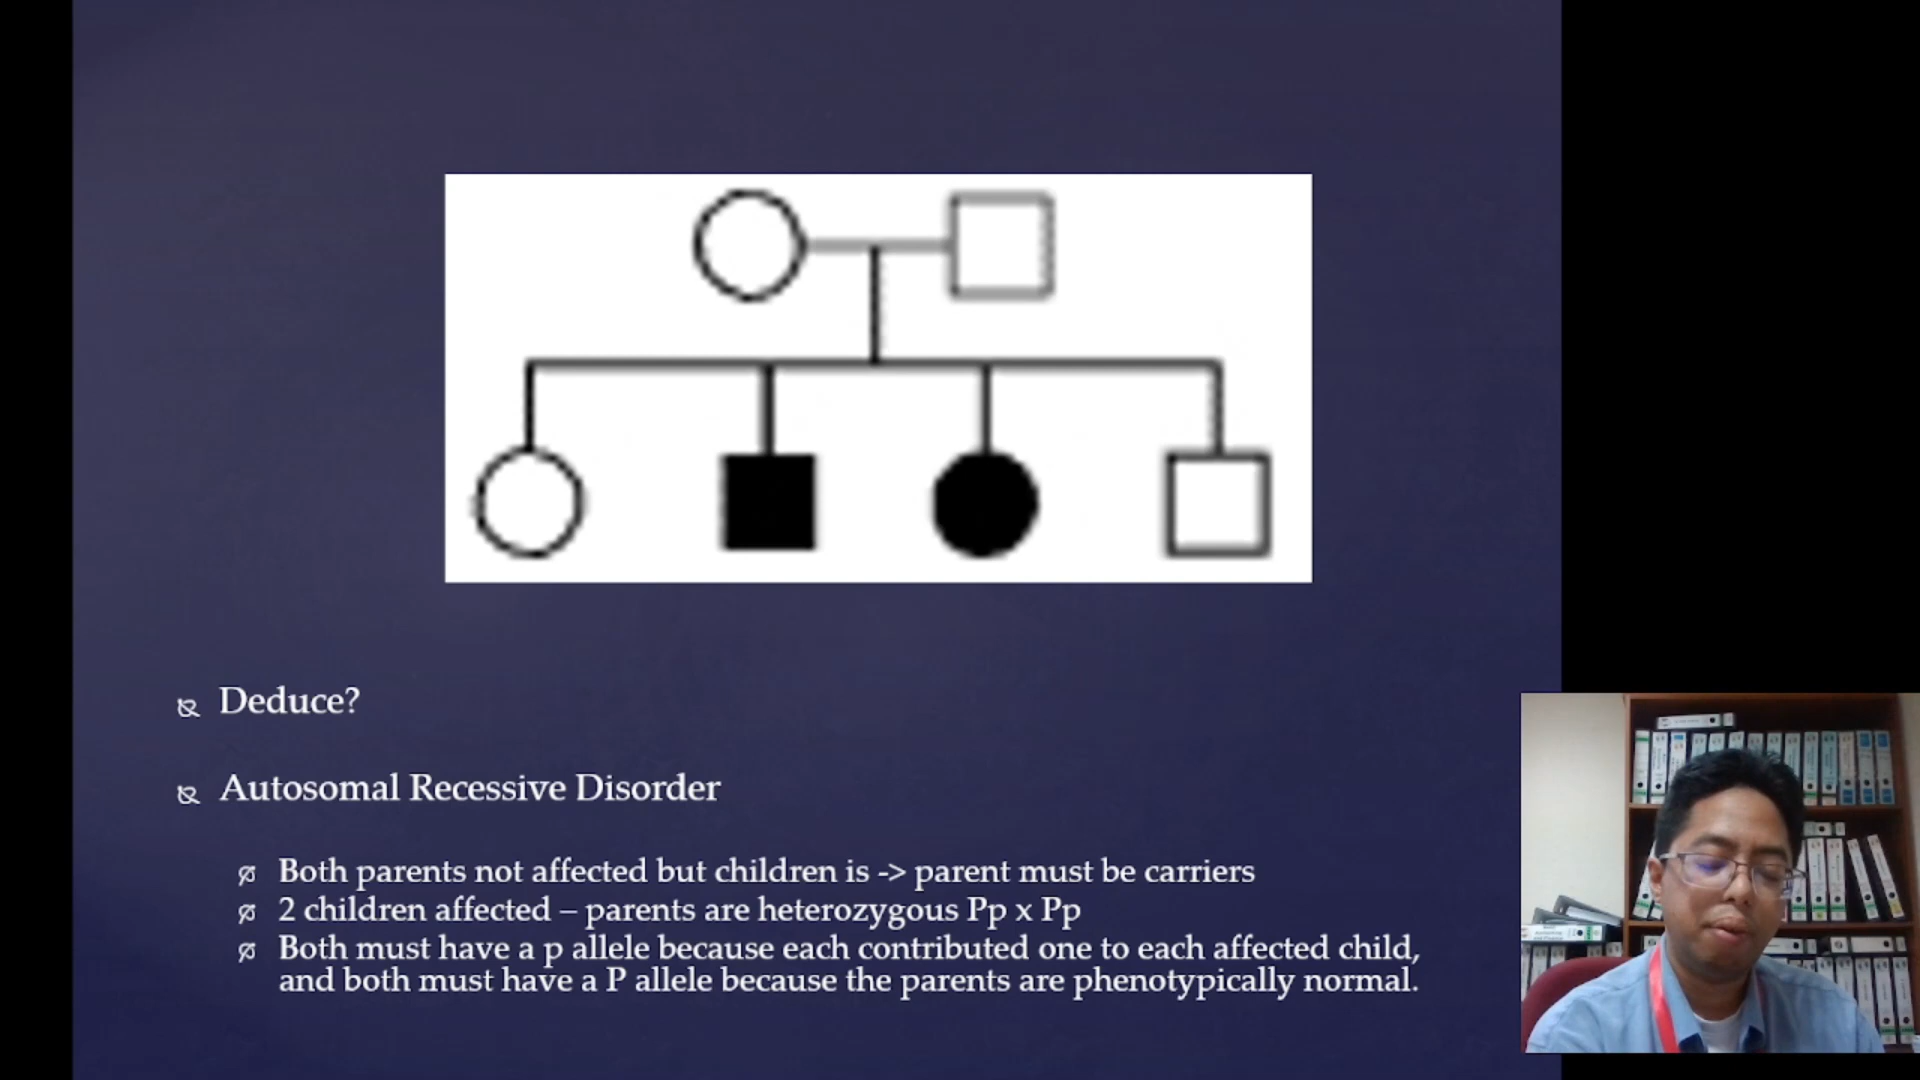 Deduce?
Autosomal Recessive Disorder
Both parents not affected but children is -> parent must be carriers
2 children affected – parents are heterozygous Pp x Pp
Both must have a p allele because each contributed one to each affected child,
and both must have a P allele because the parents are phenotypically normal.